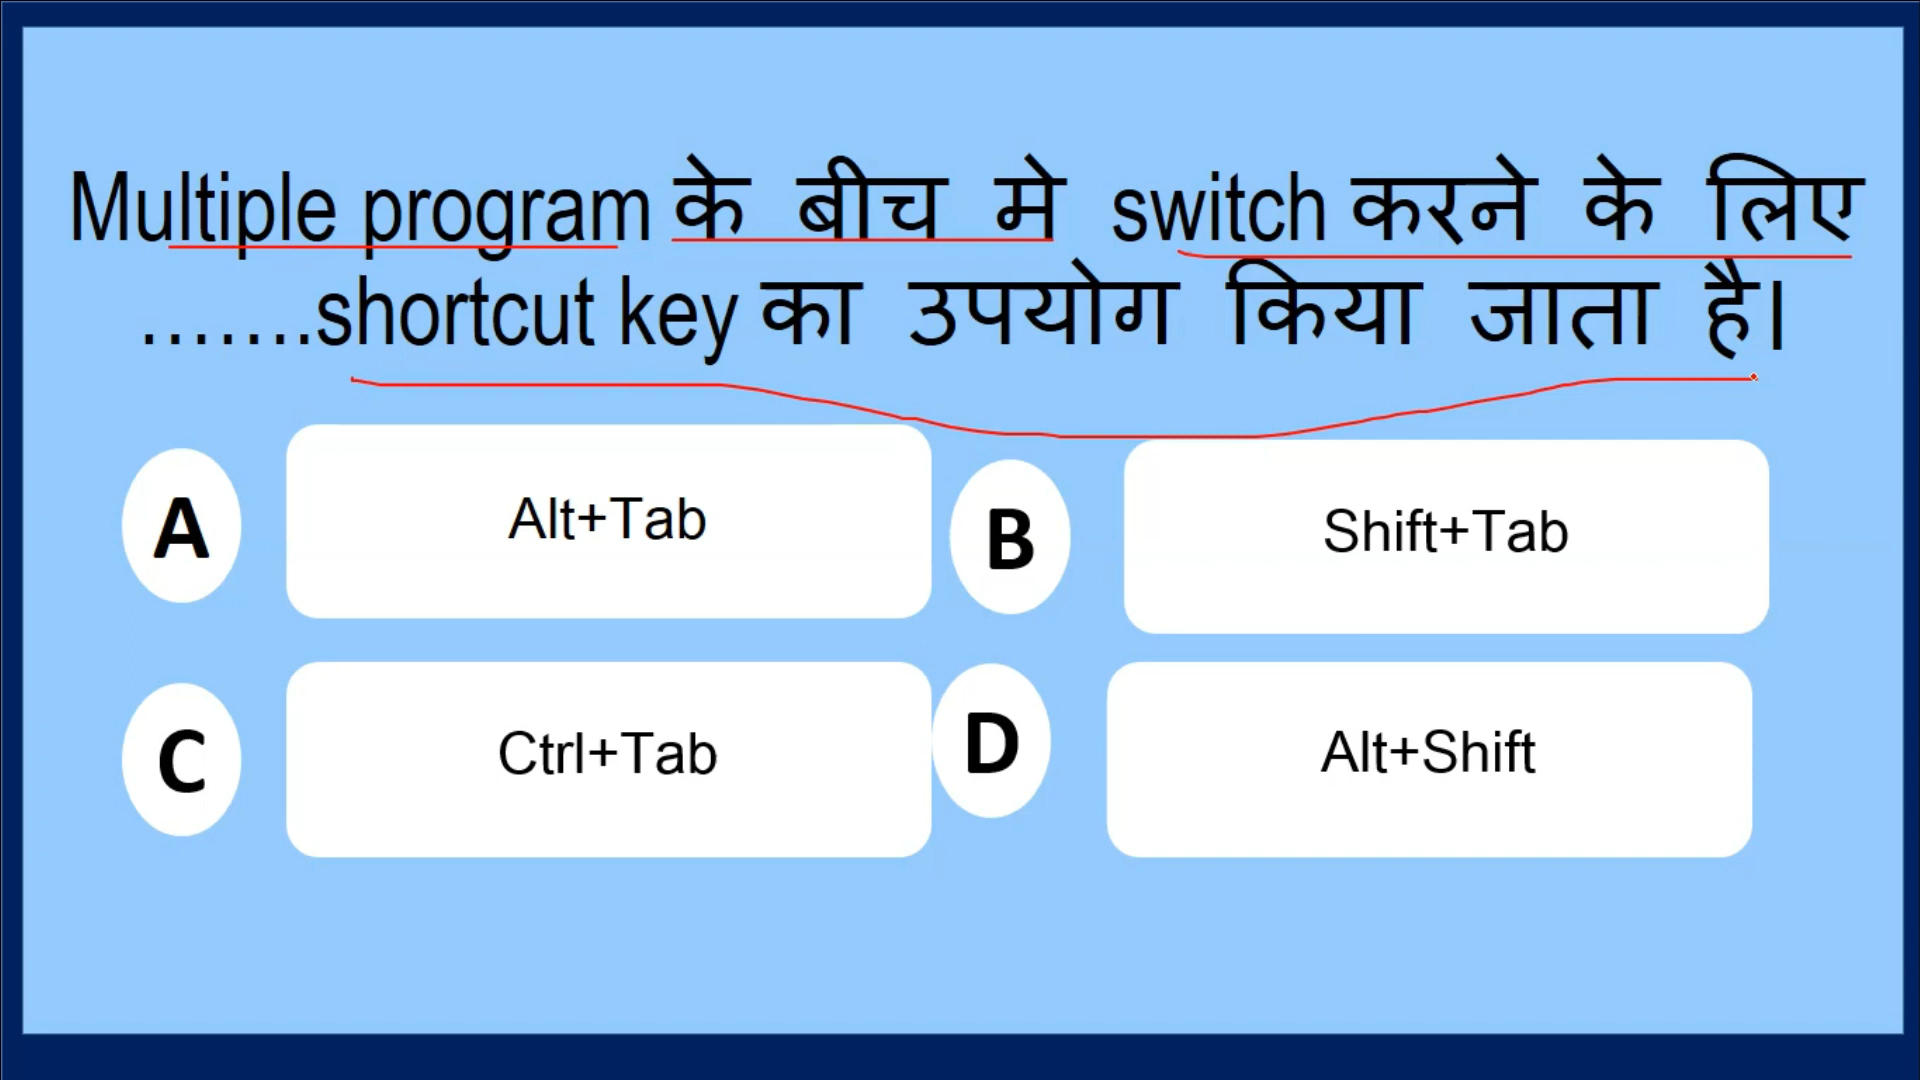 Multiple program के बीच मे switch करने के लिए
.......shortcut key का उपयोग किया जाता है।
A
Alt+Tab
B
Shift+Tab
C
Ctrl+Tab
D
Alt+Shift